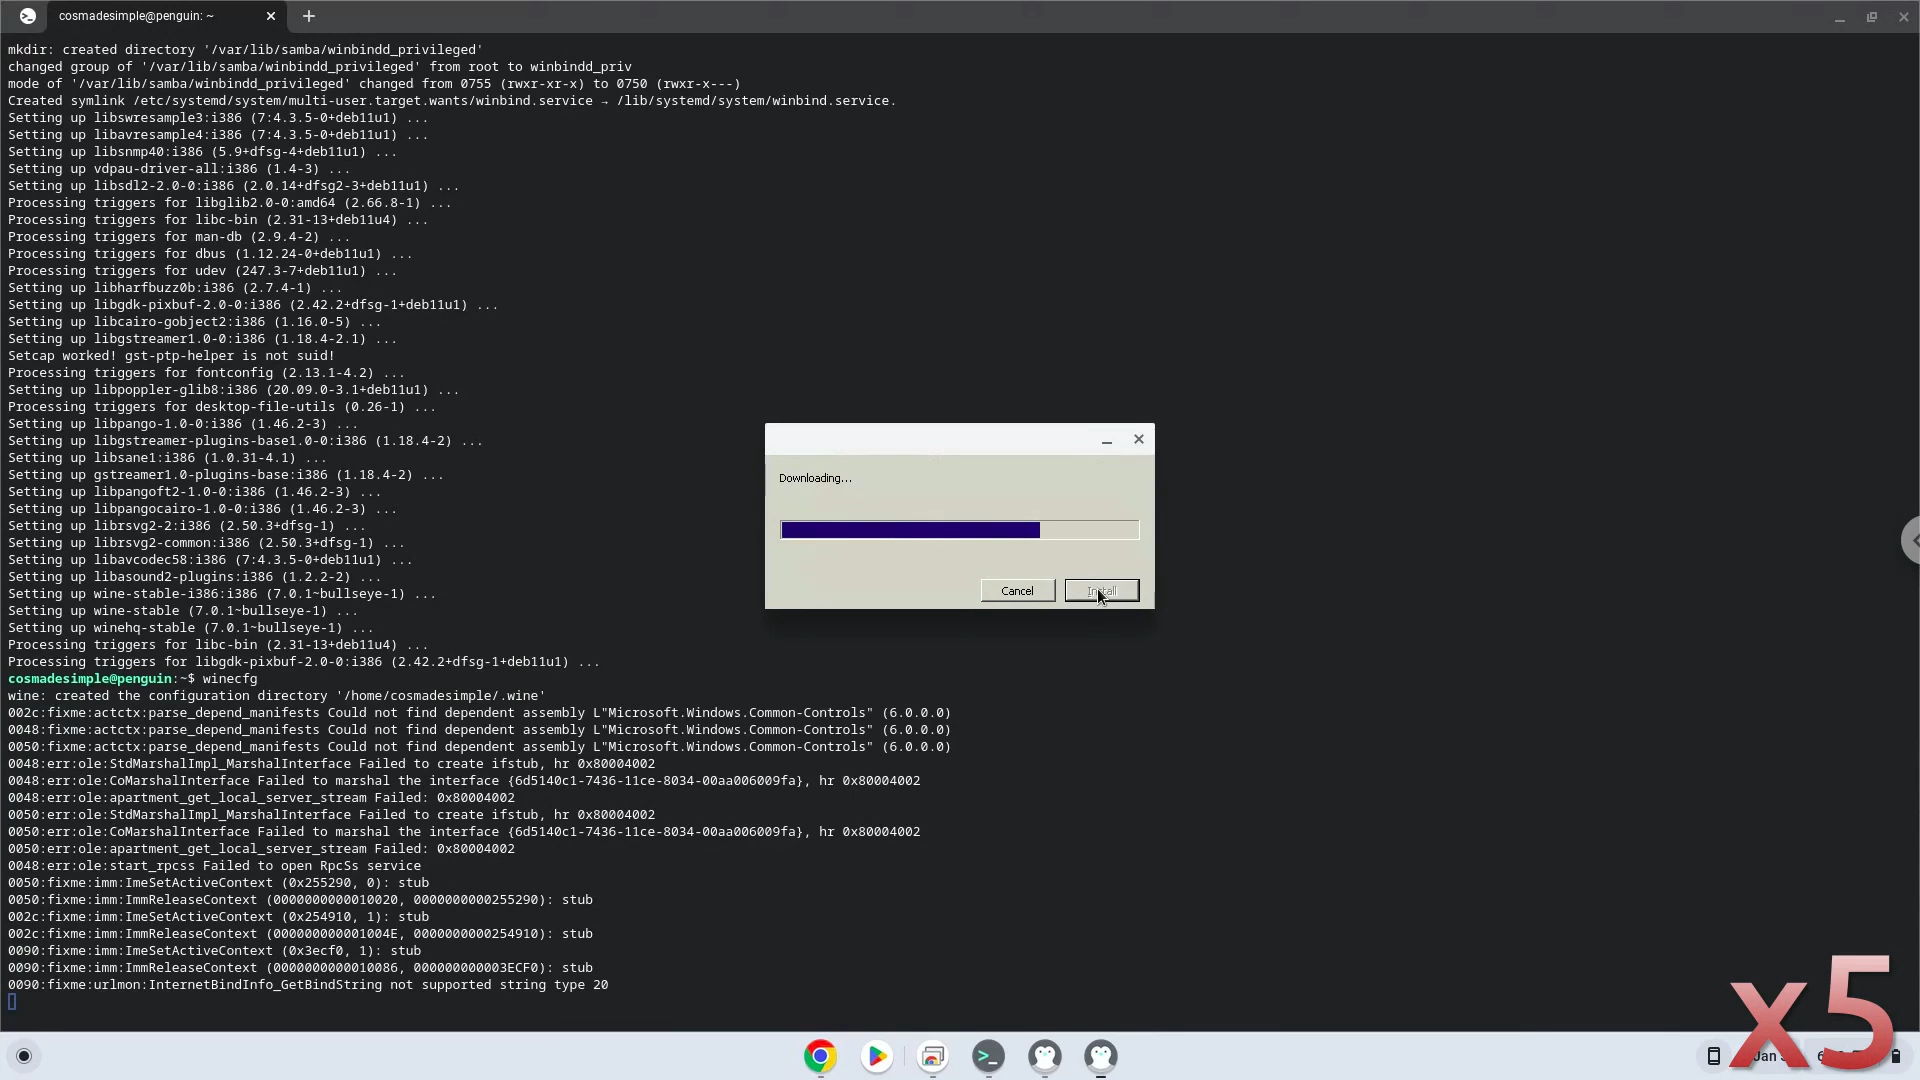 cosmadesimple@penguin: ~
mkdir: created directory '/var/lib/samba/winbindd_privileged'
changed group of '/var/lib/samba/winbindd_privileged' from root to winbindd_priv
mode of '/var/lib/samba/winbindd_privileged' changed from 0755 (rwxr-xr-x) to 0750 (rwxr-x---)
Created symlink /etc/systemd/system/multi-user.target.wants/winbind.service → /lib/systemd/system/winbind.service.
Setting up libswresample3:i386 (7:4.3.5-0+deb11u1) ...
Setting up libavresample4:i386 (7:4.3.5-0+deb11u1) ...
Setting up libsnmp40:i386 (5.9+dfsg-4+deb11u1) ...
Setting up vdpau-driver-all:i386 (1.4-3) ...
Setting up libsdl2-2.0-0:i386 (2.0.14+dfsg2-3+deb11u1) ...
Processing triggers for libglib2.0-0:amd64 (2.66.8-1) ...
Processing triggers for libc-bin (2.31-13+deb11u4) ...
Processing triggers for man-db (2.9.4-2) ...
Processing triggers for dbus (1.12.24-0+deb11u1) ...
Processing triggers for udev (247.3-7+deb11u1) ...
Setting up libharfbuzz0b:i386 (2.7.4-1) ...
Setting up libgdk-pixbuf-2.0-0:i386 (2.42.2+dfsg-1+deb11u1) ...
Setting up libcairo-gobject2:i386 (1.16.0-5) ...
Setting up libgstreamer1.0-0:i386 (1.18.4-2.1) ...
Setcap worked! gst-ptp-helper is not suid!
Processing triggers for fontconfig (2.13.1-4.2) ...
Setting up libpoppler-glib8:i386 (20.09.0-3.1+deb11u1) ...
Processing triggers for desktop-file-utils (0.26-1) ...
Setting up libpango-1.0-0:i386 (1.46.2-3) ...
Setting up libgstreamer-plugins-base1.0-0:i386 (1.18.4-2) ...
Setting up libsane1:i386 (1.0.31-4.1) ...
Setting up gstreamer1.0-plugins-base:i386 (1.18.4-2) ...
Setting up libpangoft2-1.0-0:i386 (1.46.2-3) ...
Setting up libpangocairo-1.0-0:i386 (1.46.2-3) ...
Setting up librsvg2-2:i386 (2.50.3+dfsg-1) ...
Setting up librsvg2-common:i386 (2.50.3+dfsg-1) ...
Setting up libavcodec58:i386 (7:4.3.5-0+deb11u1) ...
Setting up libasound2-plugins:i386 (1.2.2-2) ...
Setting up wine-stable-i386:i386 (7.0.1~bullseye-1) ...
Setting up wine-stable (7.0.1~bullseye-1) ...
Setting up winehq-stable (7.0.1~bullseye-1) ...
Processing triggers for libc-bin (2.31-13+deb11u4) ...
Processing triggers for libgdk-pixbuf-2.0-0:i386 (2.42.2+dfsg-1+deb11u1) ...
cosmadesimple@penguin:~$ winecfg
wine: created the configuration directory '/home/cosmadesimple/.wine'
002c:fixme:actctx:parse_depend_manifests Could not find dependent assembly L"Microsoft.Windows.Common-Controls" (6.0.0.0)
0048:fixme:actctx:parse_depend_manifests Could not find dependent assembly L"Microsoft.Windows.Common-Controls" (6.0.0.0)
0050:fixme:actctx:parse_depend_manifests Could not find dependent assembly L"Microsoft.Windows.Common-Controls" (6.0.0.0)
0048:err:ole:StdMarshalImpl_MarshalInterface Failed to create ifstub, hr 0x80004002
0048:err:ole:CoMarshalInterface Failed to marshal the interface {6d5140c1-7436-11ce-8034-00aa006009fa}, hr 0x80004002
0048:err:ole:apartment_get_local_server_stream Failed: 0x80004002
0050:err:ole:StdMarshalImpl_MarshalInterface Failed to create ifstub, hr 0x80004002
0050:err:ole:CoMarshalInterface Failed to marshal the interface {6d5140c1-7436-11ce-8034-00aa006009fa}, hr 0x80004002
0050:err:ole:apartment_get_local_server_stream Failed: 0x80004002
0048:err:ole:start_rpcss Failed to open RpcSs service
0050:fixme:imm:ImeSetActiveContext (0x255290, 0): stub
0050:fixme:imm:ImmReleaseContext (0000000000010020, 0000000000255290): stub
002c:fixme:imm:ImeSetActiveContext (0x254910, 1): stub
002c:fixme:imm:ImmReleaseContext (000000000001004E, 0000000000254910): stub
0090:fixme:imm:ImeSetActiveContext (0x3ecf0, 1): stub
0090:fixme:imm:ImmReleaseContext (0000000000010086, 000000000003ECF0): stub
0090:fixme:urlmon:InternetBindInfo_GetBindString not supported string type 20
Downloading...
Cancel
Install
x5
Jan